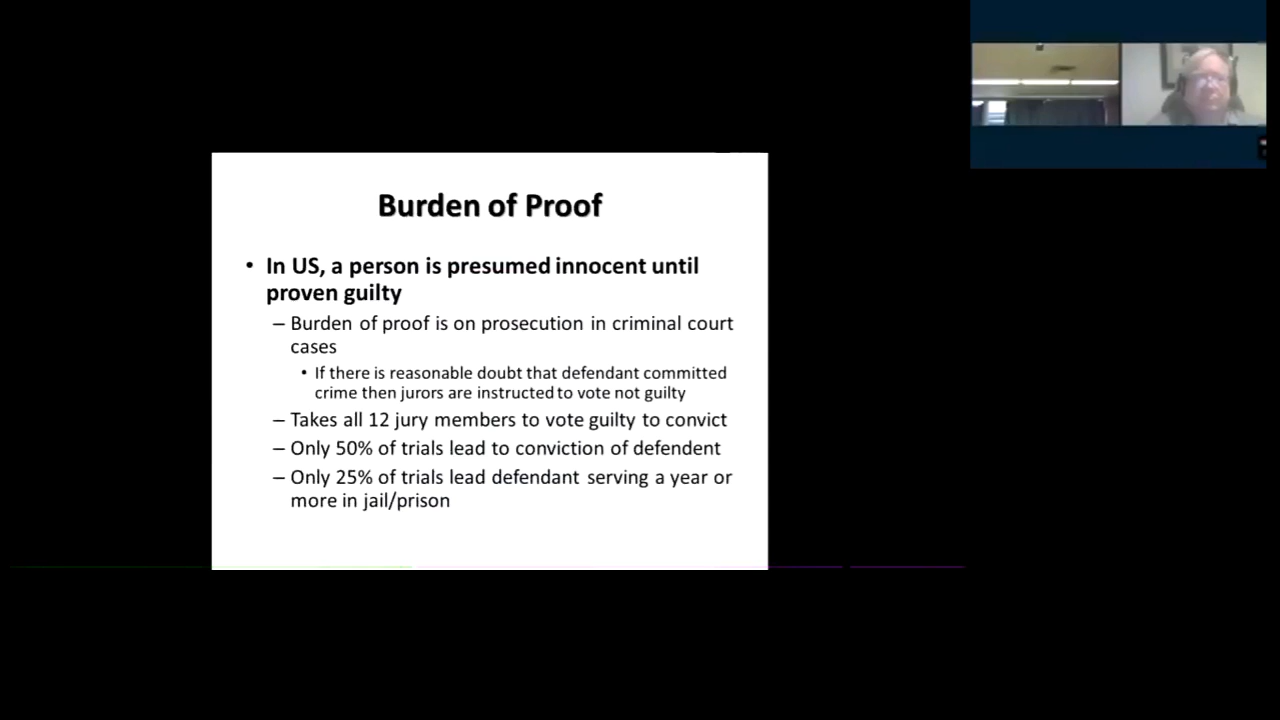 Burden of Proof
• In US, a person is presumed innocent until
proven guilty
– Burden of proof is on prosecution in criminal court
cases
• If there is reasonable doubt that defendant committed
crime then jurors are instructed to vote not guilty
– Takes all 12 jury members to vote guilty to convict
– Only 50% of trials lead to conviction of defendent
– Only 25% of trials lead defendant serving a year or
more in jail/prison